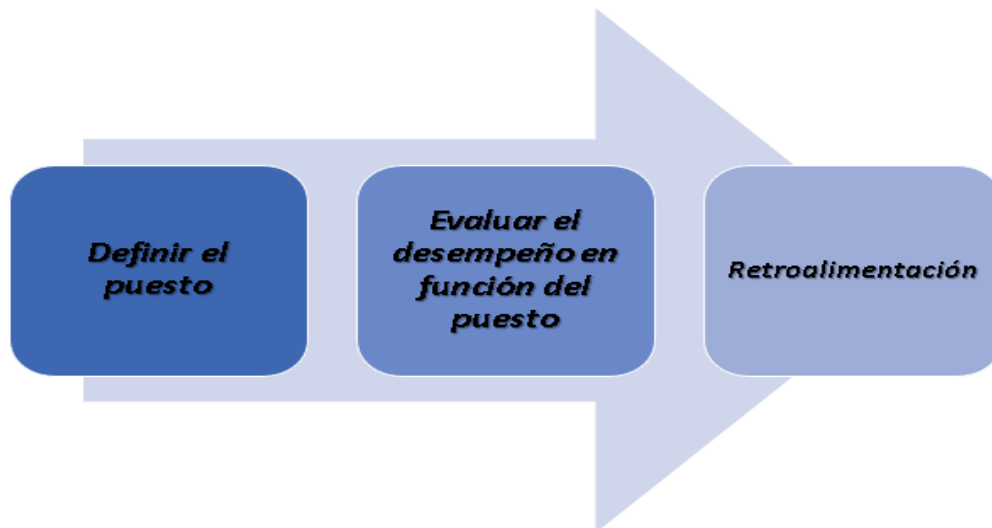 Definir el
puesto
Evaluar el
desempeño en
función del
puesto
Retroalimentación